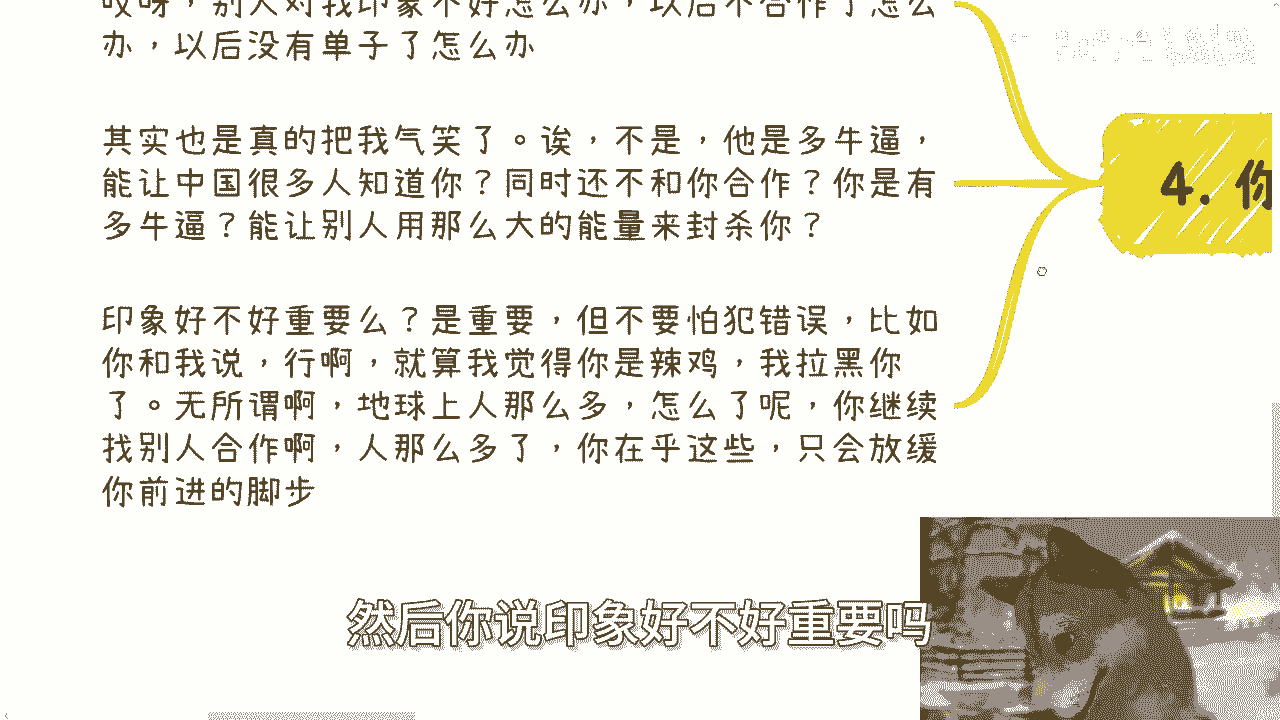 哎呀，别人对我印象不好怎么办，以后不合作了怎么
办，以后没有单子了怎么办
其实也是真的把我气笑了。诶，不是，他是多牛逼，
能让中国很多人知道你？同时还不和你合作？你是有
多牛逼？能让别人用那么大的能量来封杀你？
印象好不好重要么？是重要，但不要怕犯错误，比如
你和我说，行啊，就算我觉得你是辣鸡，我拉黑你
了。无所谓啊，地球上人那么多，怎么了呢，你继续
找别人合作啊，人那么多了，你在乎这些，只会放缓
你前进的脚步
4. 你
然后你说印象好不好重要吗